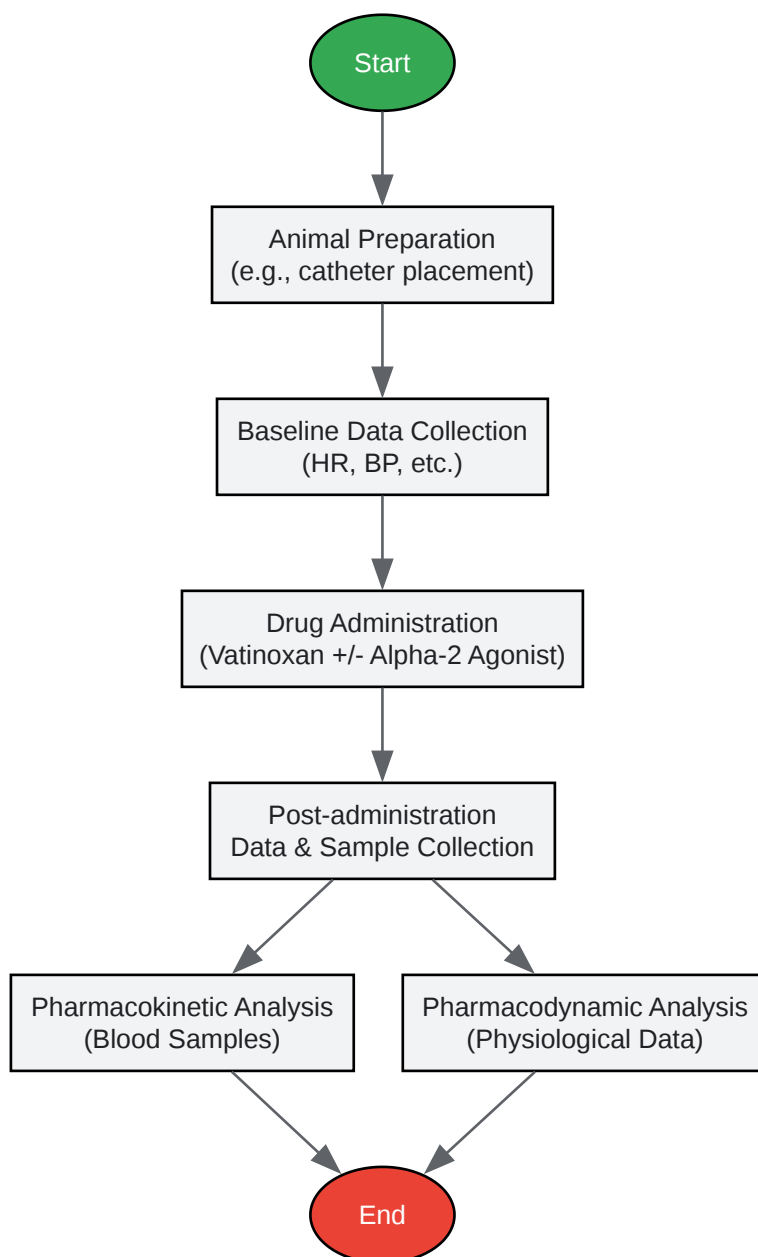 Start
Animal Preparation
(e.g., catheter placement)
Baseline Data Collection
(HR, BP, etc.)
Drug Administration
(Vatinoxan +/- Alpha-2 Agonist)
Post-administration
Data & Sample Collection
Pharmacokinetic Analysis
(Blood Samples)
Pharmacodynamic Analysis
(Physiological Data)
End